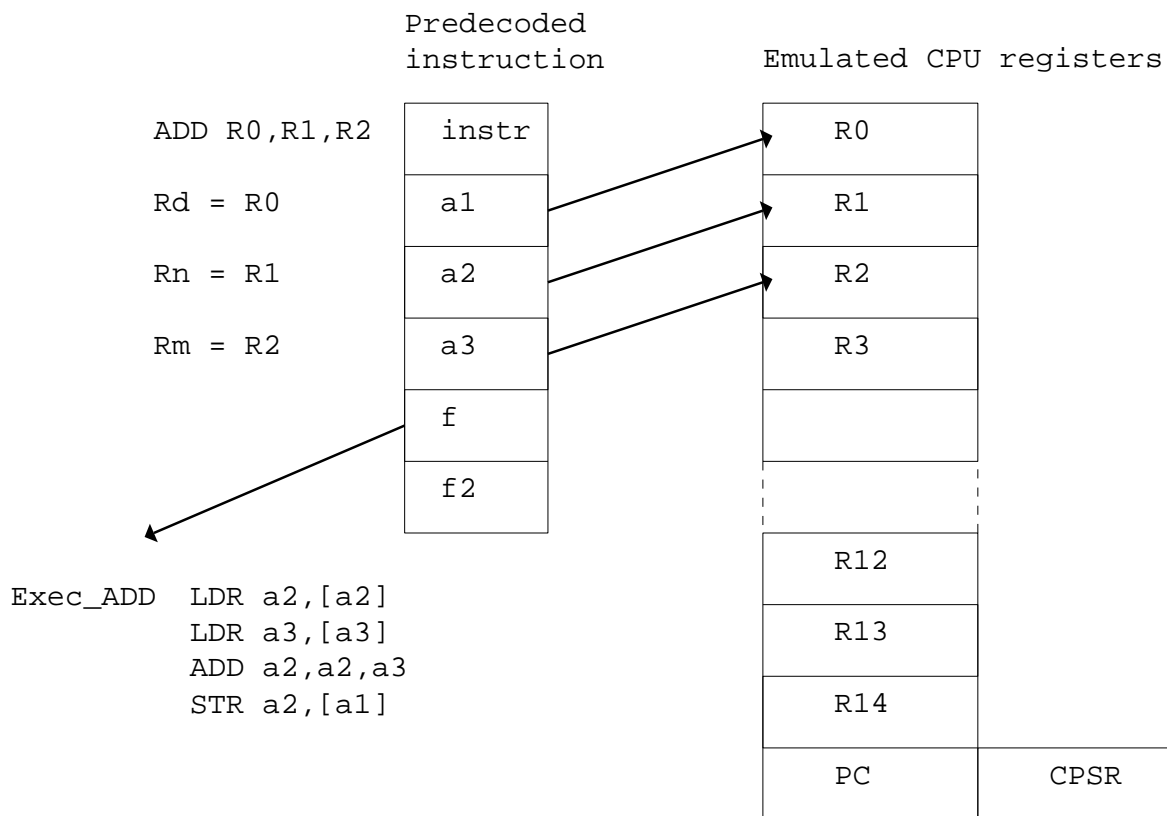 Predecoded
instruction
Emulated CPU registers
ADD R0,R1,R2
instr
R0
Rd = R0
a1
R1
Rn = R1
a2
R2
Rm = R2
a3
R3
f
f2
R12
Exec_ADD LDR a2,[a2]
LDR a3,[a3]
ADD a2,a2,a3
STR a2,[a1]
R13
R14
PC
CPSR